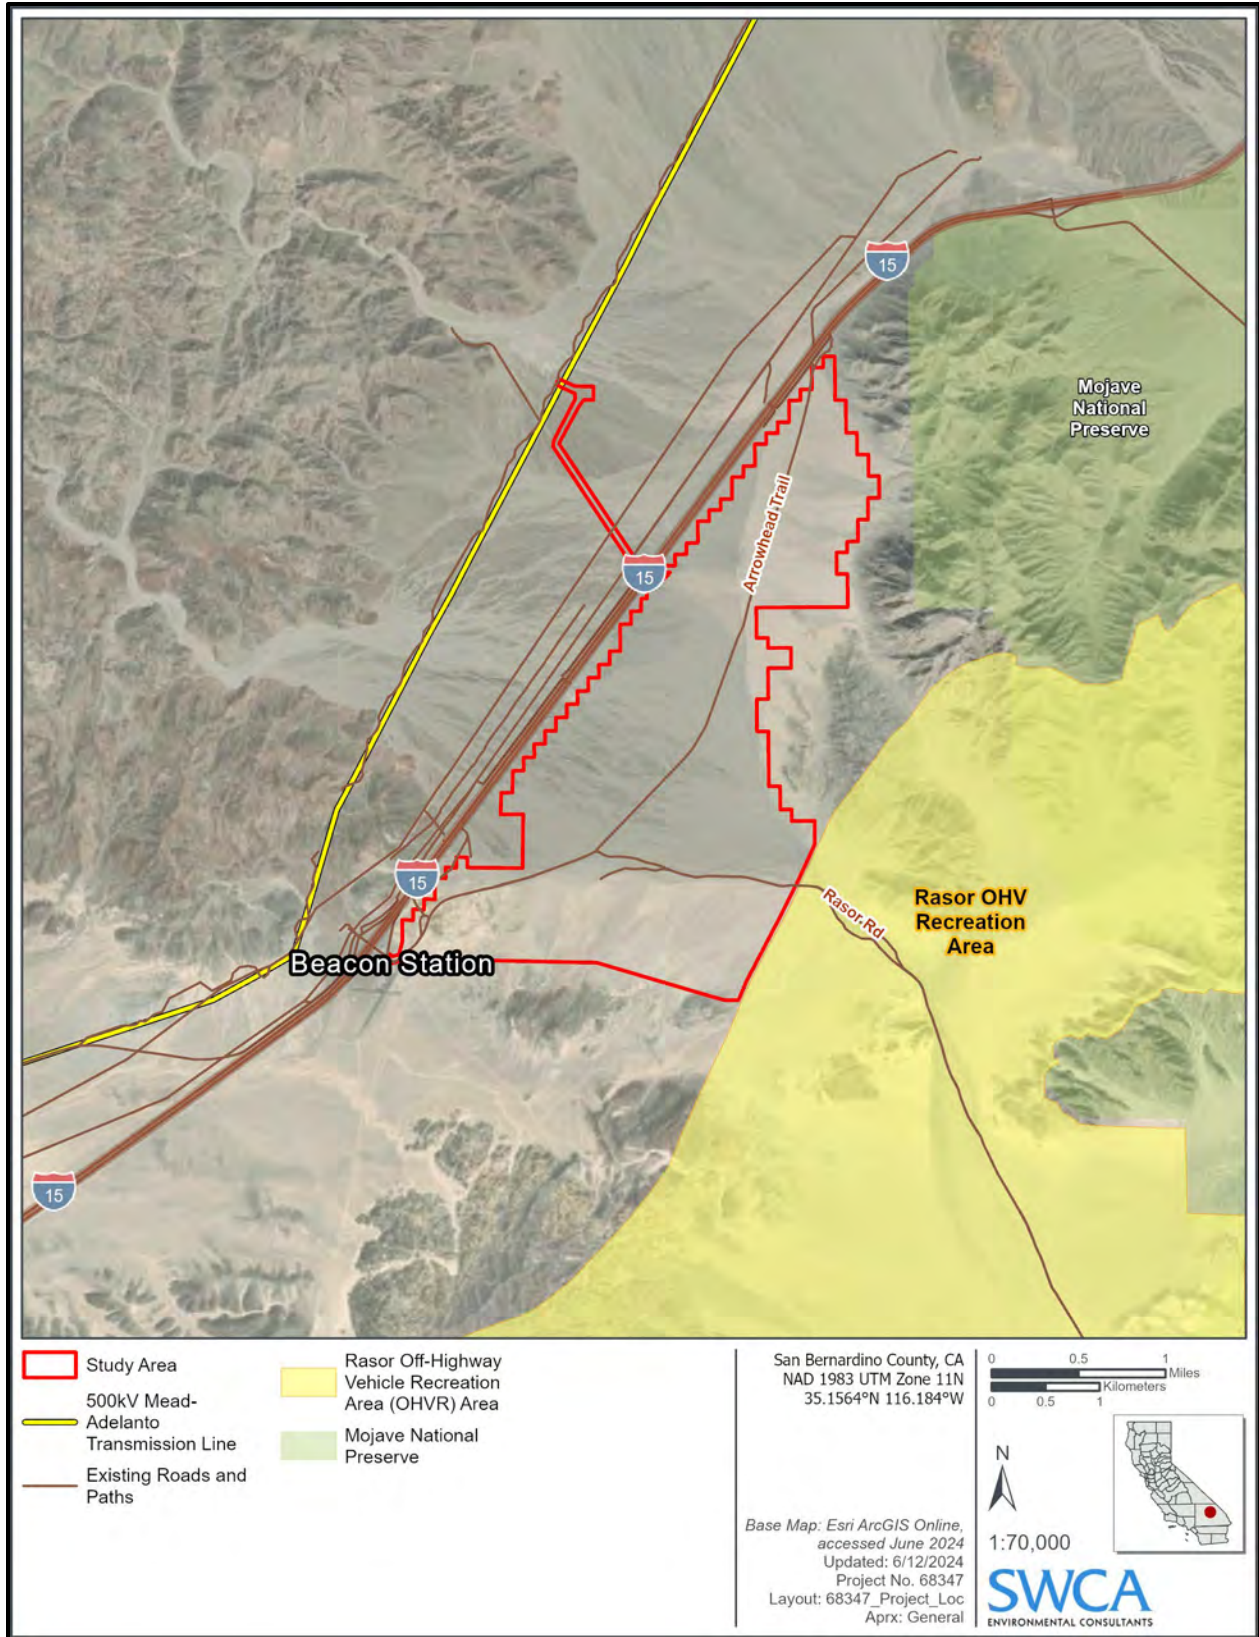 15
Mojave
National
Preserve
Arrowhead Trail
15
15
Rasor Rd
Rasor OHV
Recreation
Area
Beacon Station
15
Study Area
500kV Mead-
Adelanto
Transmission Line
Existing Roads and
Paths
Rasor Off-Highway
Vehicle Recreation
Area (OHVR) Area
Mojave National
Preserve
San Bernardino County, CA
NAD 1983 UTM Zone 11N
35.1564°N 116.184°W
Base Map: Esri ArcGIS Online,
accessed June 2024
Updated: 6/12/2024
Project No. 68347
Layout: 68347_Project_Loc
Aprx: General
0 0.5 1
Miles
Kilometers
0 0.5 1
N
1:70,000
SWCA
ENVIRONMENTAL CONSULTANTS